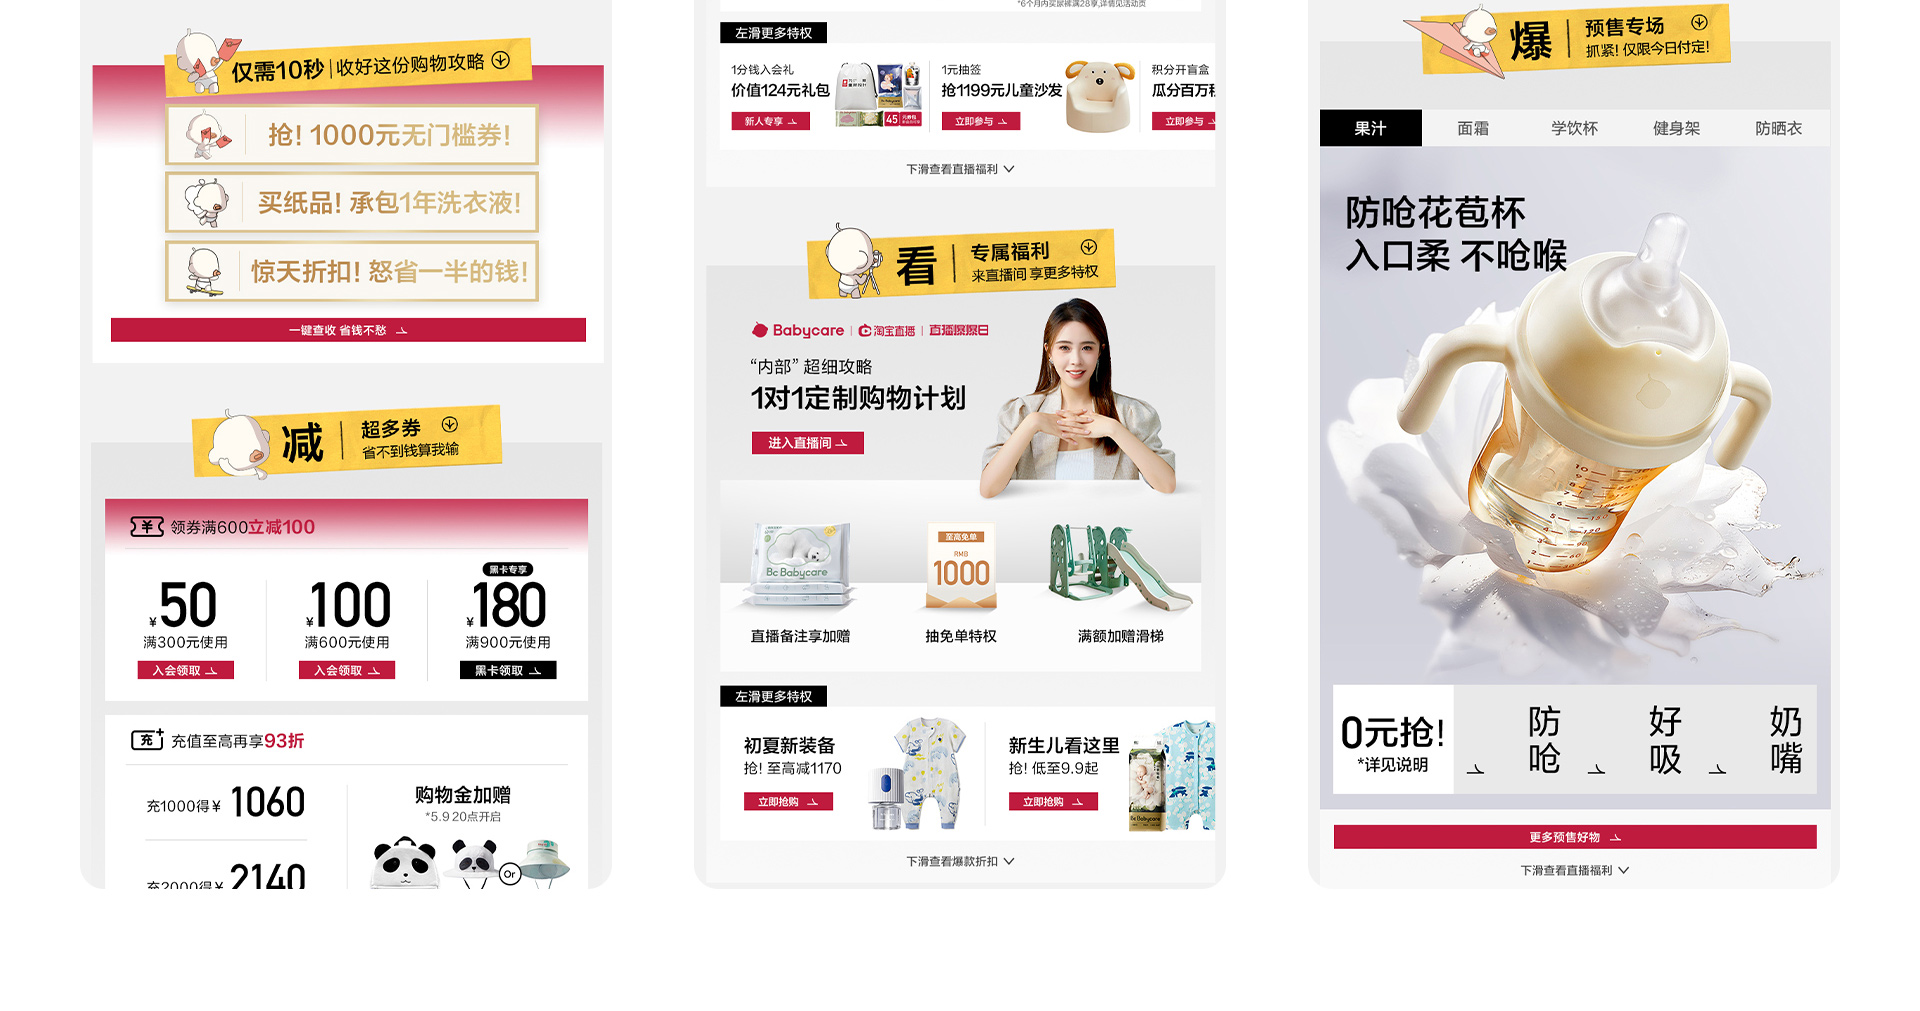 仅需10秒|收好这份购物攻略
抢！1000元无门槛券！
买纸品！承包1年洗衣液！
惊天折扣！怒省一半的钱！
一键查收 省钱不愁
减
超多券
省不到钱算我输
领券满600立减100
¥50
满300元使用
入会领取
¥100
满600元使用
入会领取
黑卡专享
¥180
满900元使用
黑卡领取
充
充值至高再享93折
充1000得¥1060
充2000得¥2140
购物金加赠
*5.9 20点开启
Or
*6个月内买尿裤满28享,详情见活动页
左滑更多特权
1分钱入会礼
价值124元礼包
新人专享
45
1元抽签
抢1199元儿童沙发
立即参与
积分开盲盒
瓜分百万积
立即参与
下滑查看直播福利
看
专属福利
来直播间 享更多特权
Babycare | 淘宝直播 | 直播爆爆日
“内部” 超细攻略
1对1定制购物计划
进入直播间
Bc Babycare
直播备注享加赠
至高免单
RMB
1000
抽免单特权
满额加赠滑梯
左滑更多特权
初夏新装备
抢！至高减1170
立即抢购
新生儿看这里
抢！低至9.9起
立即抢购
Bc Babycare
下滑查看爆款折扣
爆
预售专场
抓紧！仅限今日付定！
果汁
面霜
学饮杯
健身架
防晒衣
防呛花苞杯
入口柔 不呛喉
0元抢！
*详见说明
防呛
好吸
奶嘴
更多预售好物
下滑查看直播福利